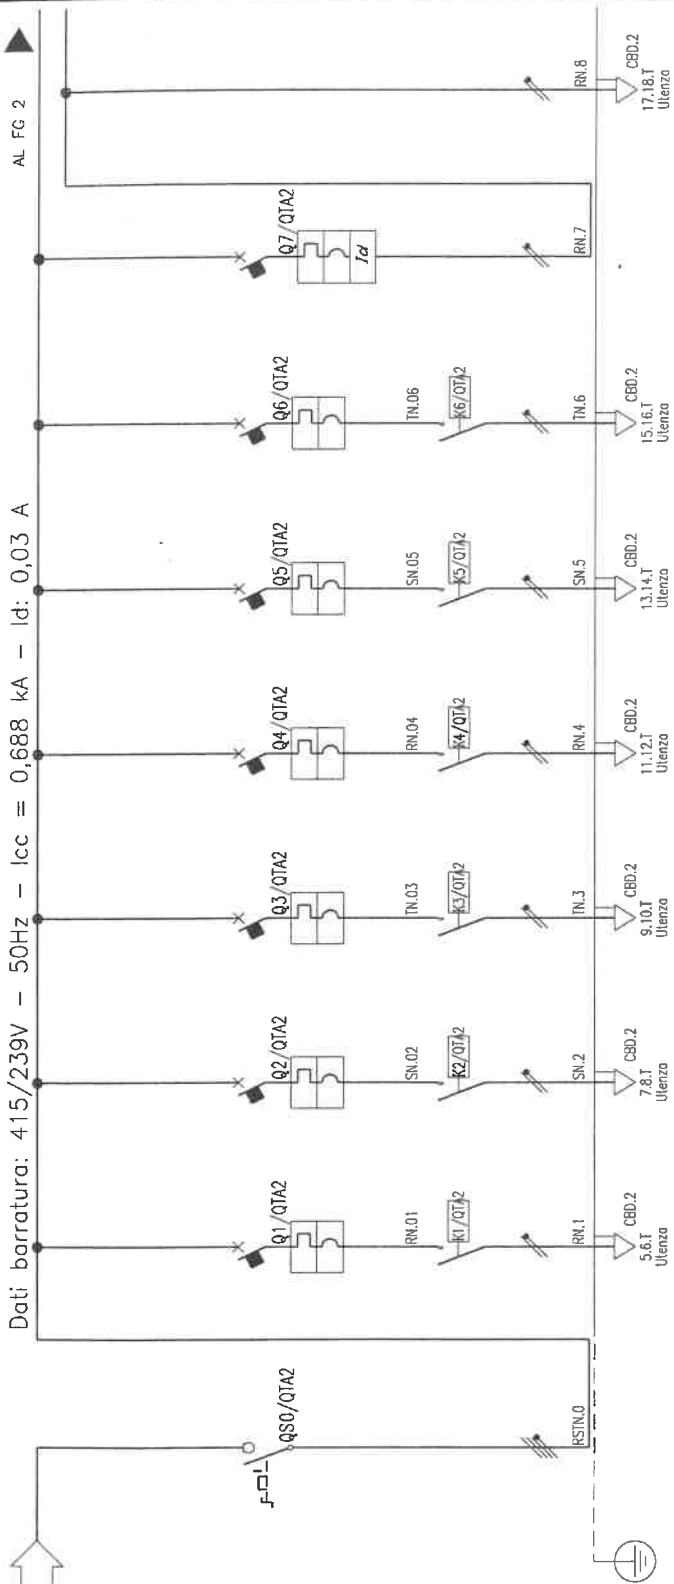 Dati barratura: 415/239V – 50Hz – Icc = 0,688 kA – Id: 0,03 A
AL FG 2
QS0/QTA2
RSTN.0
Q1/QTA2
RN.01
K1/QTA2
RN.1
CBD.2
5.6.T
Utenza
Q2/QTA2
SN.02
K2/QTA2
SN.2
CBD.2
7.8.T
Utenza
Q3/QTA2
TN.03
K3/QTA2
TN.3
CBD.2
9.10.T
Utenza
Q4/QTA2
RN.04
K4/QTA2
RN.4
CBD.2
11.12.T
Utenza
Q5/QTA2
SN.05
K5/QTA2
SN.5
CBD.2
13.14.T
Utenza
Q6/QTA2
TN.06
K6/QTA2
TN.6
CBD.2
15.16.T
Utenza
Q7/QTA2
Id
RN.7
RN.8
CBD.2
17.18.T
Utenza